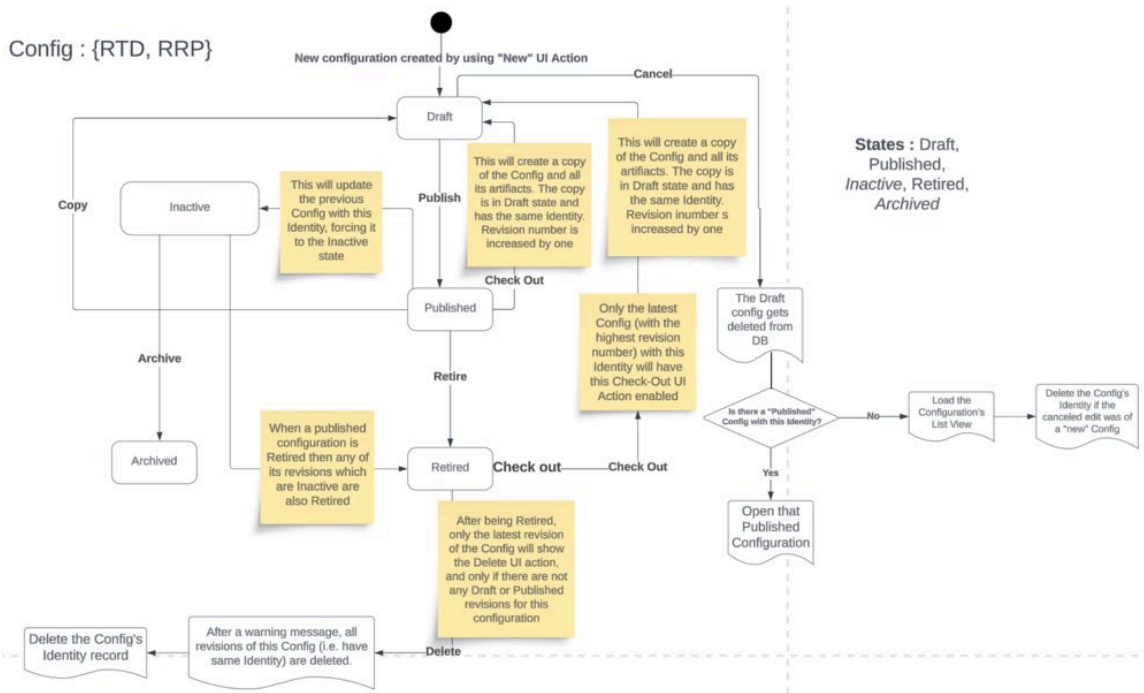 Config : {RTD, RRP}
New configuration created by using "New" UI Action
Cancel
Draft
States : Draft,
Published,
Inactive, Retired,
Archived
Copy
Inactive
This will update
the previous
Config with this
Identity, forcing it
to the Inactive
state
Publish
This will create a copy
of the Config and all
its artifiacts. The copy
is in Draft state and
has the same Identity.
Revision number is
increased by one
Check Out
This will create a copy
of the Config and all its
artifacts. The copy is in
Draft state and has the
same Identity.
Revision inumber s
increased by one
Published
Only the latest
Config (with the
highest revision
number) with this
Identity will have
this Check-Out UI
Action enabled
The Draft
config gets
deleted from
DB
Archive
Retire
Is there a "Published"
Config with this Identity?
No
Load the
Configuration's
List View
Delete the Config's
Identity if the
canceled edit was of
a "new" Config
Archived
When a published
configuration is
Retired then any of
its revisions which
are Inactive are
also Retired
Retired
Check out
Check Out
Yes
Open that
Published
Configuration
After being Retired,
only the latest revision
of the Config will show
the Delete UI action,
and only if there are not
any Draft or Published
revisions for this
configuration
Delete
After a warning message, all
revisions of this Config (i.e. have
same Identity) are deleted.
Delete the Config's
Identity record